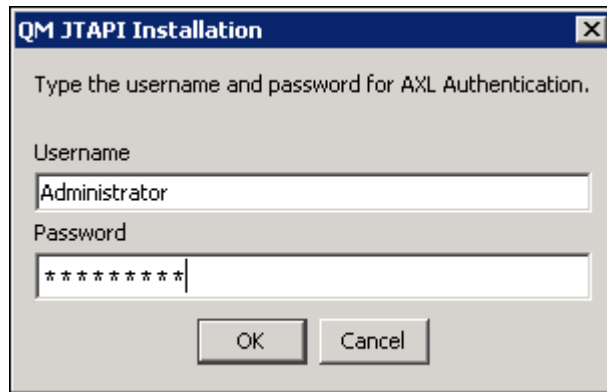 QM JTAPI Installation
Type the username and password for AXL Authentication.
Username
Administrator
Password
*********
OK Cancel